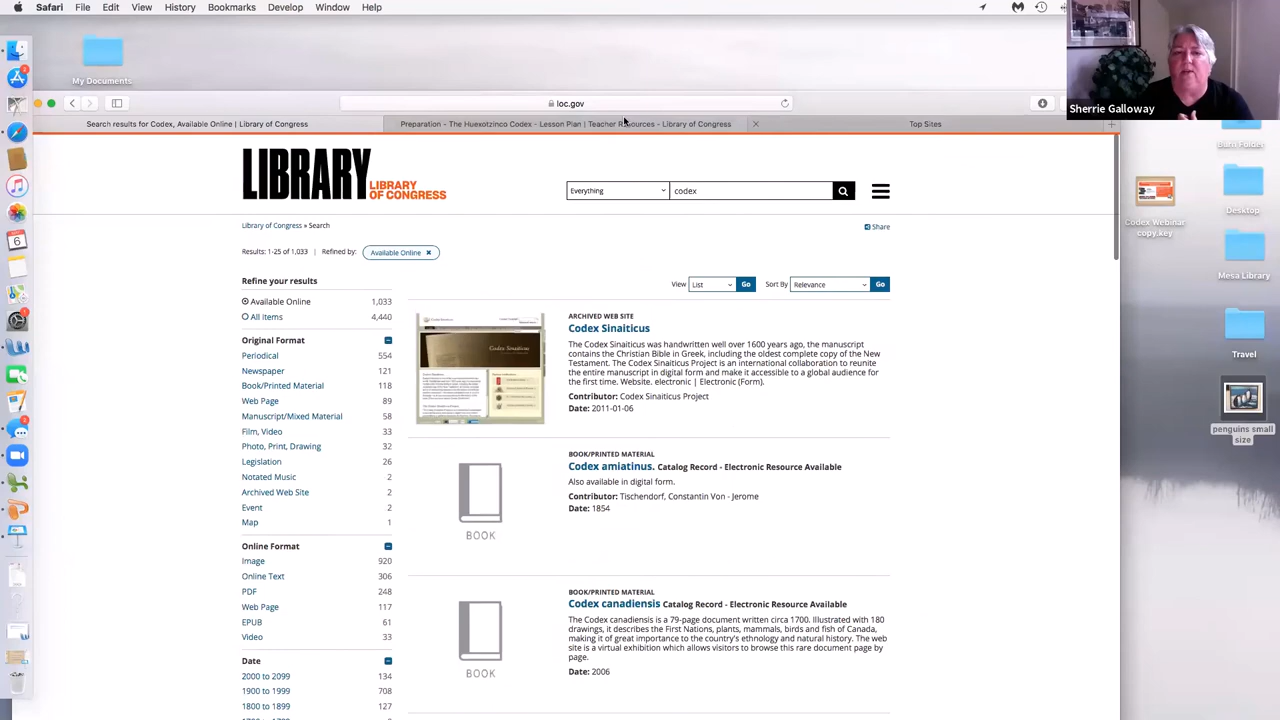 Safari File Edit View History Bookmarks Develop Window Help
My Documents
Sherrie Galloway
loc.gov
Search results for Codex, Available Online | Library of Congress
Preparation - The Huexotzinco Codex - Lesson Plan | Teacher Resources - Library of Congress
Top Sites
LIBRARY
LIBRARY
OF CONGRESS
Everything
codex
Library of Congress » Search
Share
Results: 1-25 of 1,033 | Refined by: Available Online
Refine your results
Available Online 1,033
All Items 4,440
Original Format
Periodical 554
Newspaper 121
Book/Printed Material 118
Web Page 89
Manuscript/Mixed Material 58
Film, Video 33
Photo, Print, Drawing 32
Legislation 26
Notated Music 2
Archived Web Site 2
Event 2
Map 1
Online Format
Image 920
Online Text 306
PDF 248
Web Page 117
EPUB 61
Video 33
Date
2000 to 2099 134
1900 to 1999 708
1800 to 1899 127
View List Go Sort By Relevance Go
ARCHIVED WEB SITE
Codex Sinaiticus
The Codex Sinaiticus was handwritten well over 1600 years ago, the manuscript
contains the Christian Bible in Greek, including the oldest complete copy of the New
Testament. The Codex Sinaiticus Project is an international collaboration to reunite
the entire manuscript in digital form and make it accessible to a global audience for
the first time. Website. electronic | Electronic (Form).
Contributor: Codex Sinaiticus Project
Date: 2011-01-06
BOOK/PRINTED MATERIAL
Codex amiatinus. Catalog Record - Electronic Resource Available
Also available in digital form.
Contributor: Tischendorf, Constantin Von - Jerome
Date: 1854
BOOK
BOOK/PRINTED MATERIAL
Codex canadiensis Catalog Record - Electronic Resource Available
The Codex canadiensis is a 79-page document written circa 1700. Illustrated with 180
drawings, it describes the First Nations, plants, mammals, birds and fish of Canada,
making it of great importance to the country's ethnology and natural history. The web
site is a virtual exhibition which allows visitors to browse this rare document page by
page.
Date: 2006
BOOK
Codex Webinar
copy.key
Desktop
Mesa Library
Travel
penguins small
size